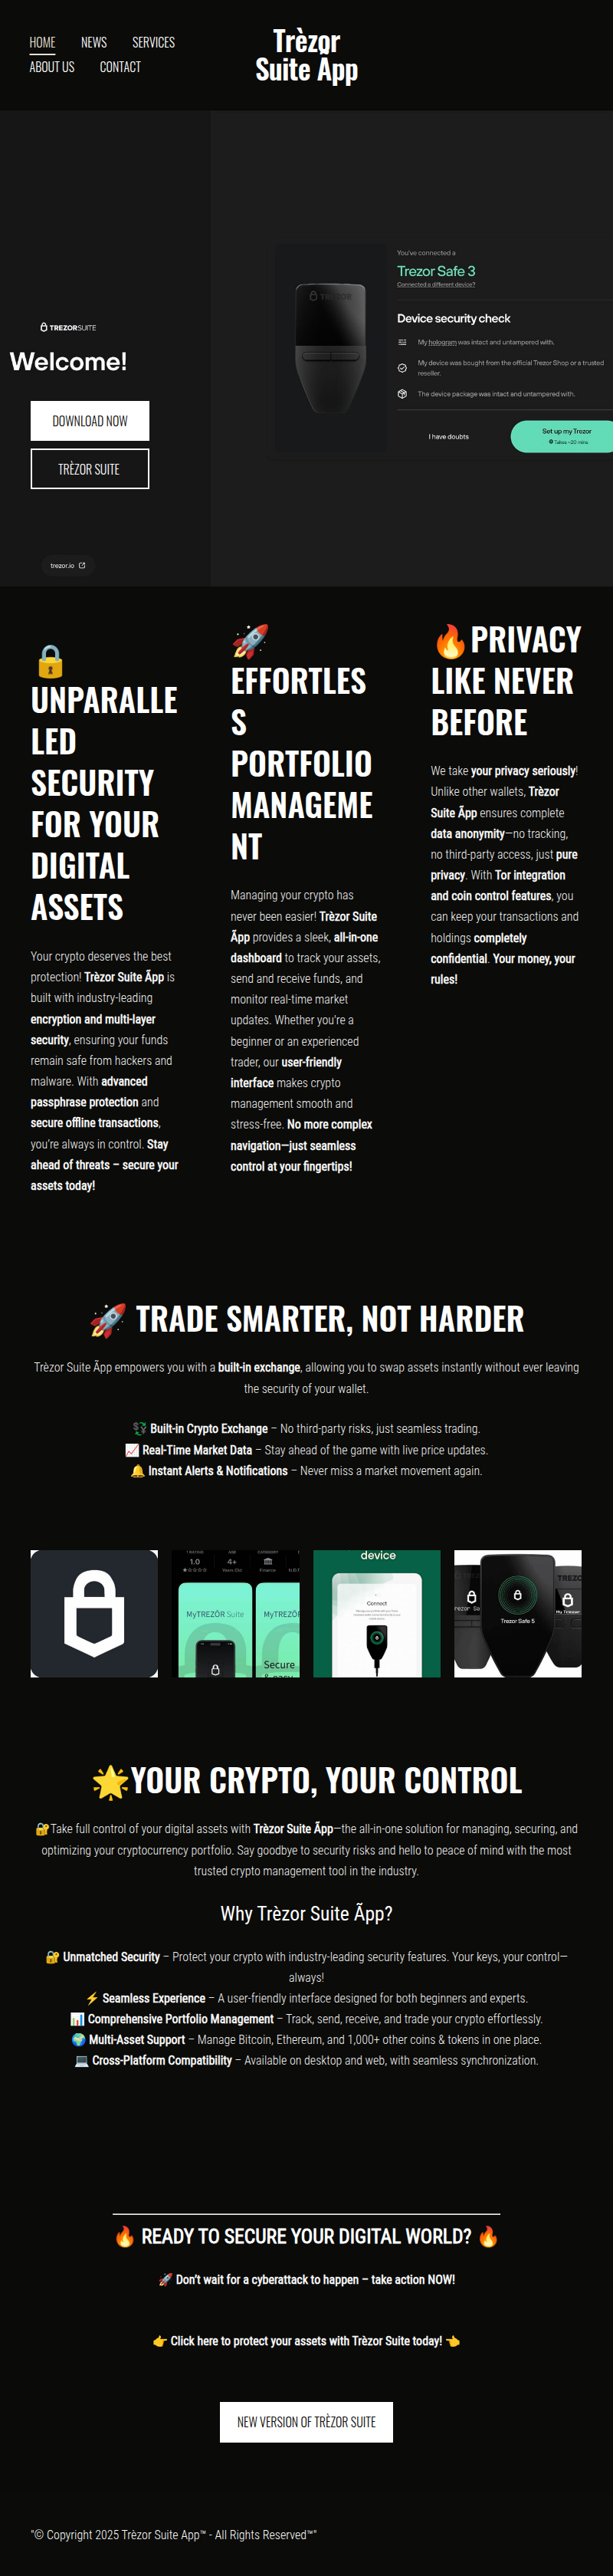 HOME NEWS SERVICES
ABOUT US CONTACT
Trèzor
Suite Ãpp
TREZOR SUITE
Welcome!
DOWNLOAD NOW
TRÈZOR SUITE
trezor.io
TREZOR
You've connected a
Trezor Safe 3
Connected a different device?
Device security check
My hologram was intact and untampered with.
My device was bought from the official Trezor Shop or a trusted
reseller.
The device package was intact and untampered with.
I have doubts
Set up my Trezor
Takes ~20 mins
🔒
UNPARALLE
LED
SECURITY
FOR YOUR
DIGITAL
ASSETS
Your crypto deserves the best
protection! Trèzor Suite Ãpp is
built with industry-leading
encryption and multi-layer
security, ensuring your funds
remain safe from hackers and
malware. With advanced
passphrase protection and
secure offline transactions,
you're always in control. Stay
ahead of threats – secure your
assets today!
🚀
EFFORTLES
S
PORTFOLIO
MANAGEME
NT
Managing your crypto has
never been easier! Trèzor Suite
Ãpp provides a sleek, all-in-one
dashboard to track your assets,
send and receive funds, and
monitor real-time market
updates. Whether you're a
beginner or an experienced
trader, our user-friendly
interface makes crypto
management smooth and
stress-free. No more complex
navigation—just seamless
control at your fingertips!
🔥PRIVACY
LIKE NEVER
BEFORE
We take your privacy seriously!
Unlike other wallets, Trèzor
Suite Ãpp ensures complete
data anonymity—no tracking,
no third-party access, just pure
privacy. With Tor integration
and coin control features, you
can keep your transactions and
holdings completely
confidential. Your money, your
rules!
🚀 TRADE SMARTER, NOT HARDER
Trèzor Suite Ãpp empowers you with a built-in exchange, allowing you to swap assets instantly without ever leaving
the security of your wallet.
💱 Built-in Crypto Exchange – No third-party risks, just seamless trading.
📈 Real-Time Market Data – Stay ahead of the game with live price updates.
🔔 Instant Alerts & Notifications – Never miss a market movement again.
1.0
4+
Finance
MyTREZŌR Suite
MyTREZŌR
Secure
& easy
device
Connect
Trezor Safe 5
🌟YOUR CRYPTO, YOUR CONTROL
🔐Take full control of your digital assets with Trèzor Suite Ãpp—the all-in-one solution for managing, securing, and
optimizing your cryptocurrency portfolio. Say goodbye to security risks and hello to peace of mind with the most
trusted crypto management tool in the industry.
Why Trèzor Suite Ãpp?
🔐 Unmatched Security – Protect your crypto with industry-leading security features. Your keys, your control—
always!
⚡ Seamless Experience – A user-friendly interface designed for both beginners and experts.
📊 Comprehensive Portfolio Management – Track, send, receive, and trade your crypto effortlessly.
🌍 Multi-Asset Support – Manage Bitcoin, Ethereum, and 1,000+ other coins & tokens in one place.
💻 Cross-Platform Compatibility – Available on desktop and web, with seamless synchronization.
🔥 READY TO SECURE YOUR DIGITAL WORLD? 🔥
🚀 Don't wait for a cyberattack to happen – take action NOW!
👉 Click here to protect your assets with Trèzor Suite today! 👈
NEW VERSION OF TRÈZOR SUITE
"© Copyright 2025 Trèzor Suite App™ - All Rights Reserved™"